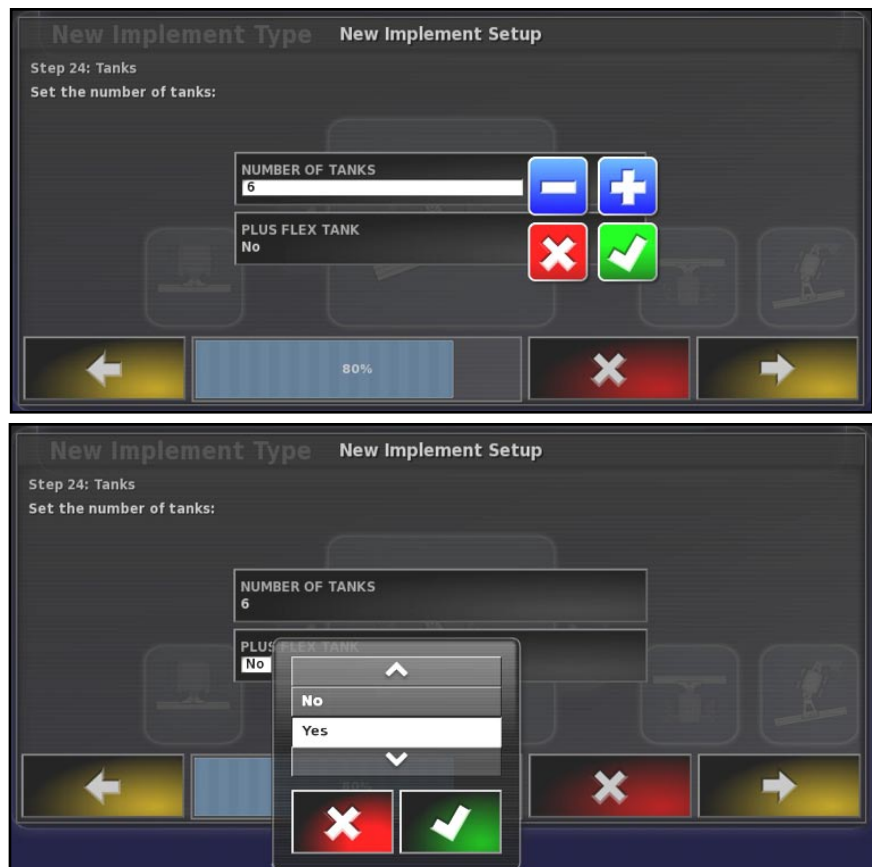 New Implement Type New Implement Setup
Step 24: Tanks
Set the number of tanks:
NUMBER OF TANKS
6
PLUS FLEX TANK
No
80%
New Implement Type New Implement Setup
Step 24: Tanks
Set the number of tanks:
NUMBER OF TANKS
6
PLUS FLEX TANK
No
No
Yes
80%